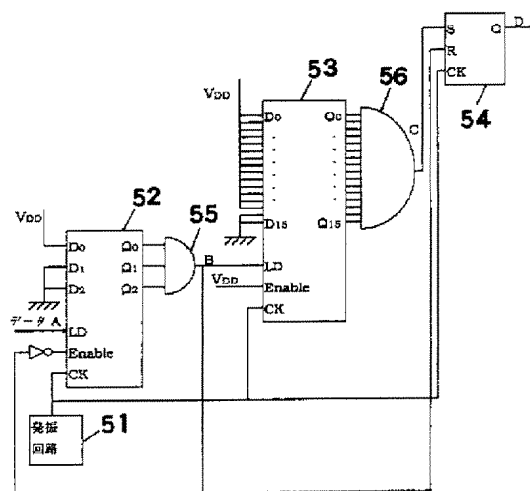 54
S Q D
R
CK
53
56
VDD
D0 Q0
C
D15 Q15
LD
VDD Enable
CK
52
55
VDD
D0 Q0
D1 Q1
D2 Q2
B
データ A
LD
Enable
CK
発振
回路
51